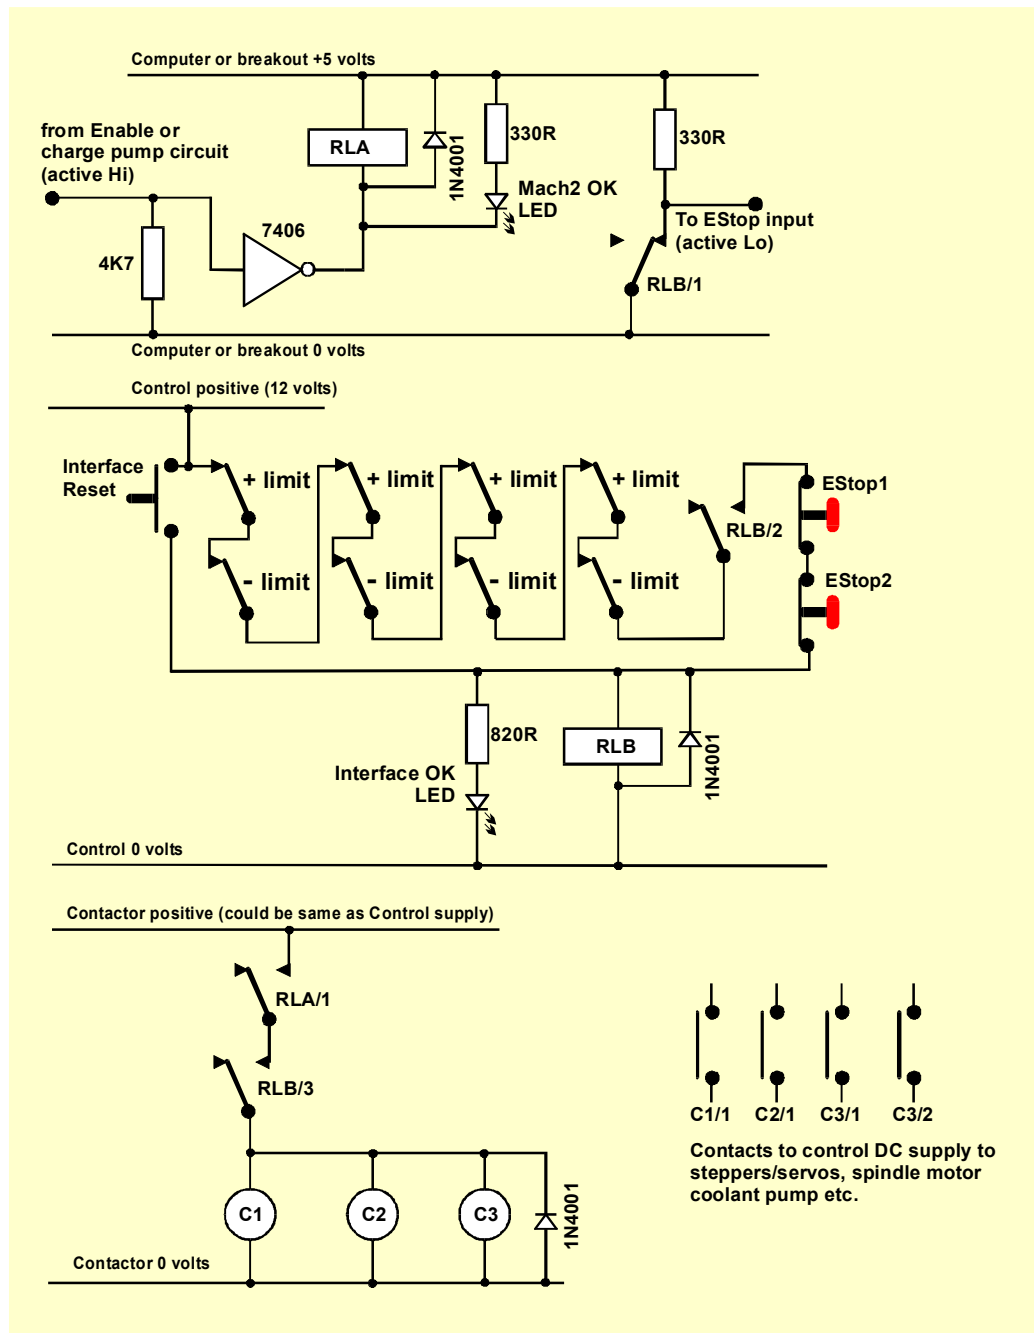 Computer or breakout +5 volts
from Enable or
charge pump circuit
(active Hi)
RLA
1N4001
330R
330R
Mach2 OK
LED
7406
4K7
To EStop input
(active Lo)
RLB/1
Computer or breakout 0 volts
Control positive (12 volts)
Interface
Reset
+ limit
+ limit
+ limit
+ limit
EStop1
RLB/2
- limit
- limit
- limit
- limit
EStop2
820R
RLB
1N4001
Interface OK
LED
Control 0 volts
Contactor positive (could be same as Control supply)
RLA/1
RLB/3
C1/1
C2/1
C3/1
C3/2
Contacts to control DC supply to
steppers/servos, spindle motor
coolant pump etc.
C1
C2
C3
1N4001
Contactor 0 volts